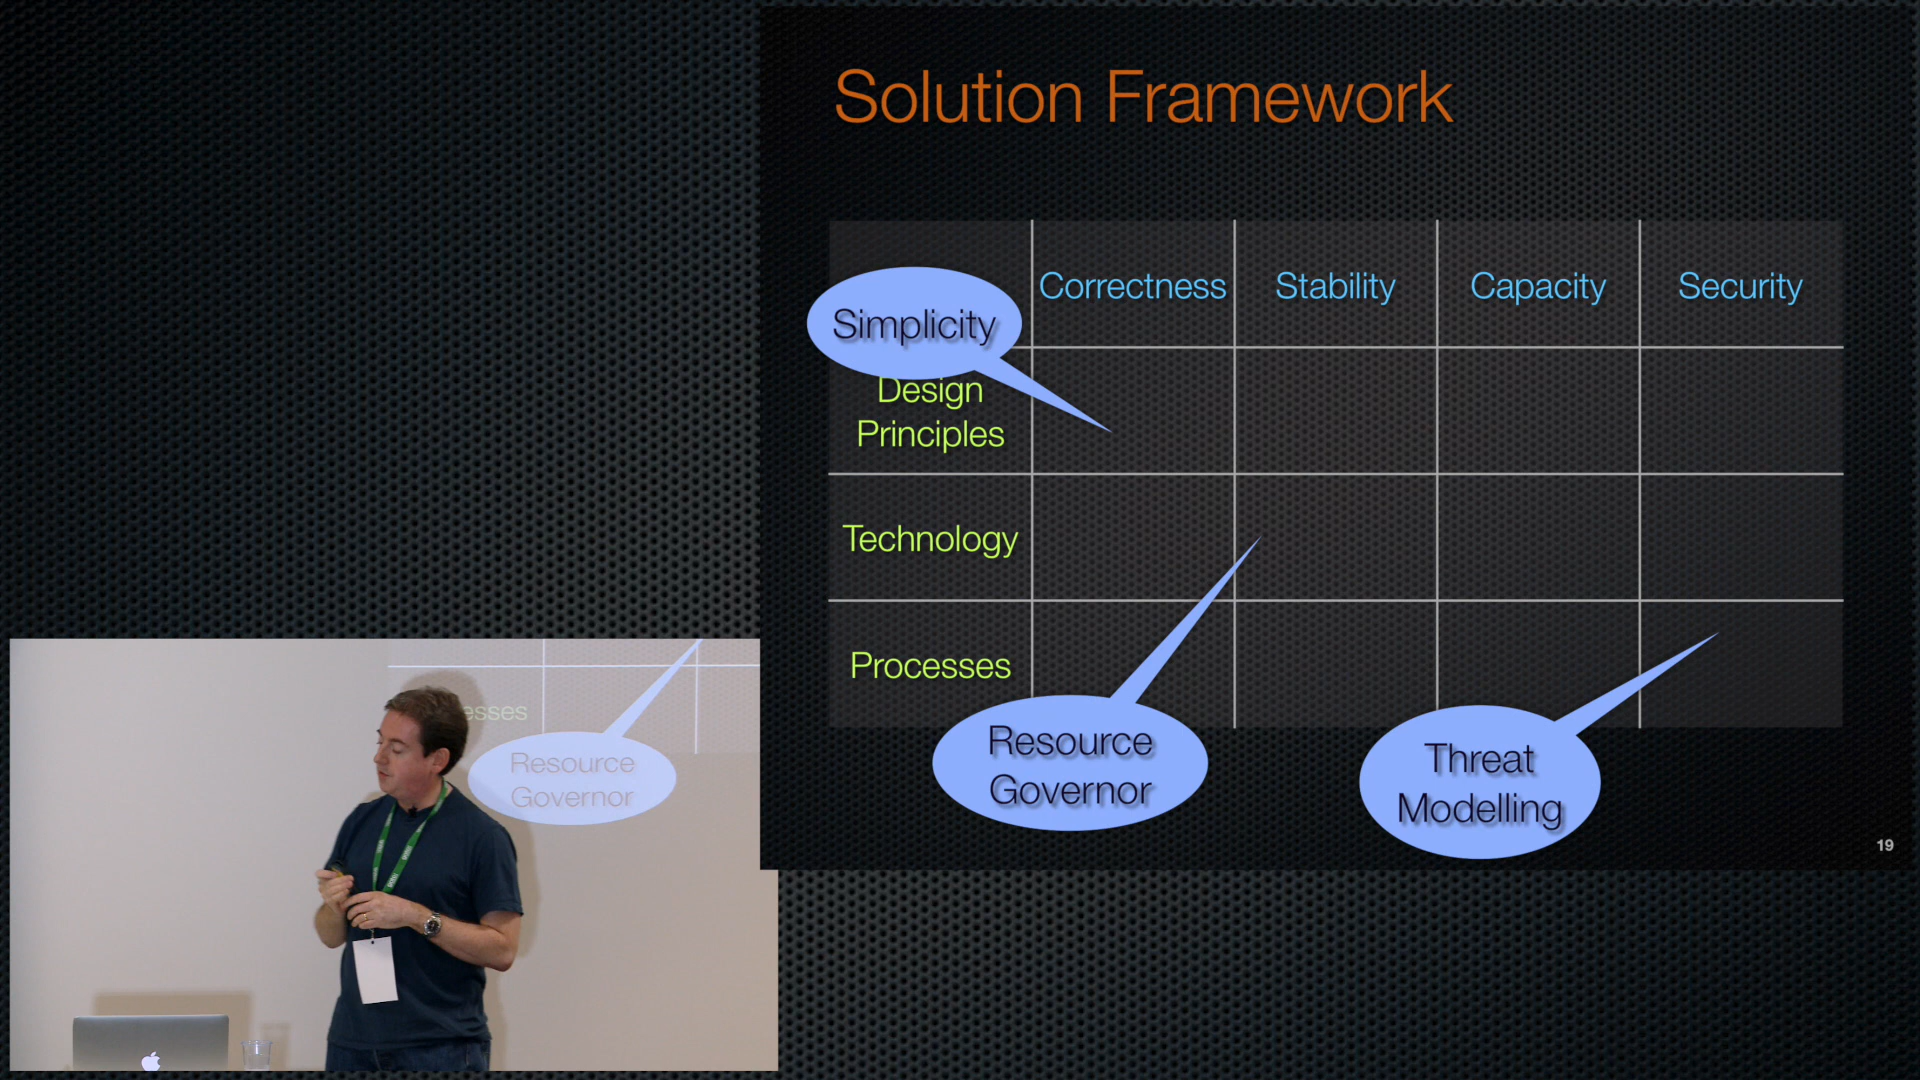 Solution Framework
Correctness Stability Capacity Security
Simplicity
Design
Principles
Technology
Processes
Resource
Governor
Threat
Modelling
19
esses
Resource
Governor